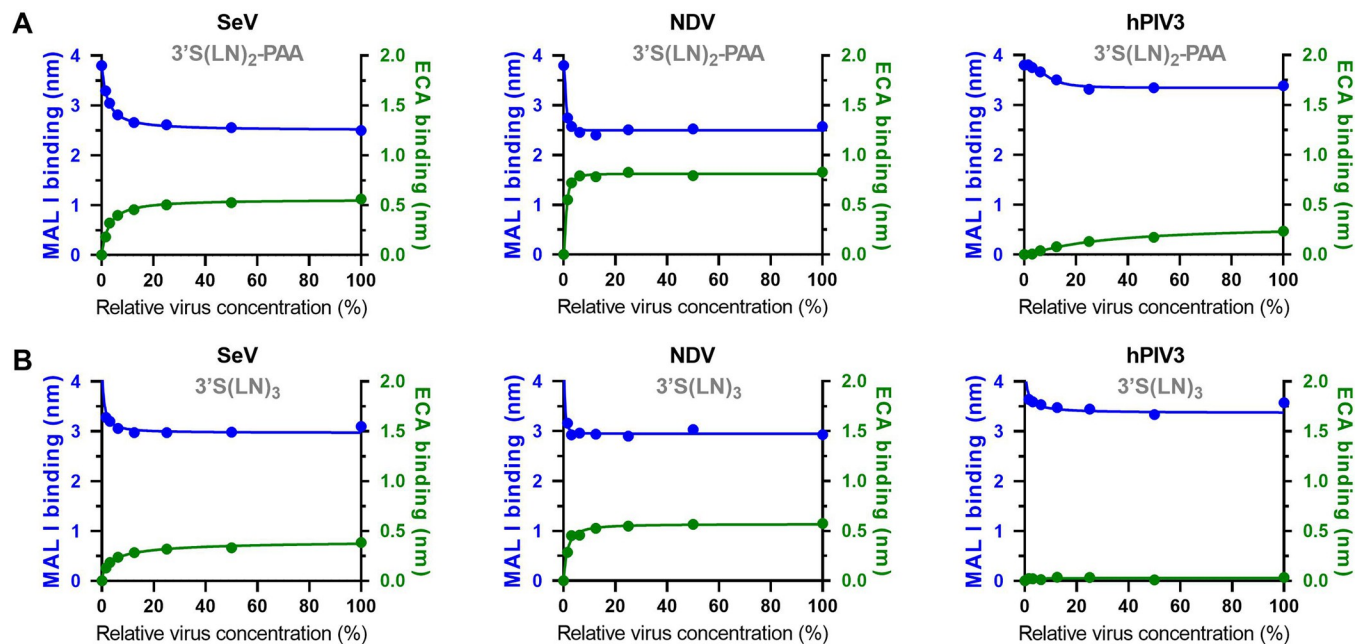 A
SeV
3'S(LN)2-PAA
MAL I binding (nm)
4
3
2
1
0
2.0
1.5
1.0
0.5
0.0
ECA binding (nm)
0 20 40 60 80 100
Relative virus concentration (%)
NDV
3'S(LN)2-PAA
MAL I binding (nm)
4
3
2
1
0
2.0
1.5
1.0
0.5
0.0
ECA binding (nm)
0 20 40 60 80 100
Relative virus concentration (%)
hPIV3
3'S(LN)2-PAA
MAL I binding (nm)
4
3
2
1
0
2.0
1.5
1.0
0.5
0.0
ECA binding (nm)
0 20 40 60 80 100
Relative virus concentration (%)
B
SeV
3'S(LN)3
MAL I binding (nm)
4
3
2
1
0
2.0
1.5
1.0
0.5
0.0
ECA binding (nm)
0 20 40 60 80 100
Relative virus concentration (%)
NDV
3'S(LN)3
MAL I binding (nm)
4
3
2
1
0
2.0
1.5
1.0
0.5
0.0
ECA binding (nm)
0 20 40 60 80 100
Relative virus concentration (%)
hPIV3
3'S(LN)3
MAL I binding (nm)
4
3
2
1
0
2.0
1.5
1.0
0.5
0.0
ECA binding (nm)
0 20 40 60 80 100
Relative virus concentration (%)